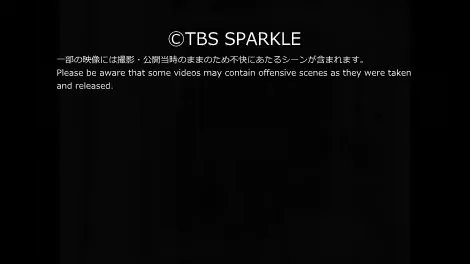 ©TBS SPARKLE
一部の映像には撮影・公開当時のままのため不快にあたるシーンが含まれます。
Please be aware that some videos may contain offensive scenes as they were taken
and released.